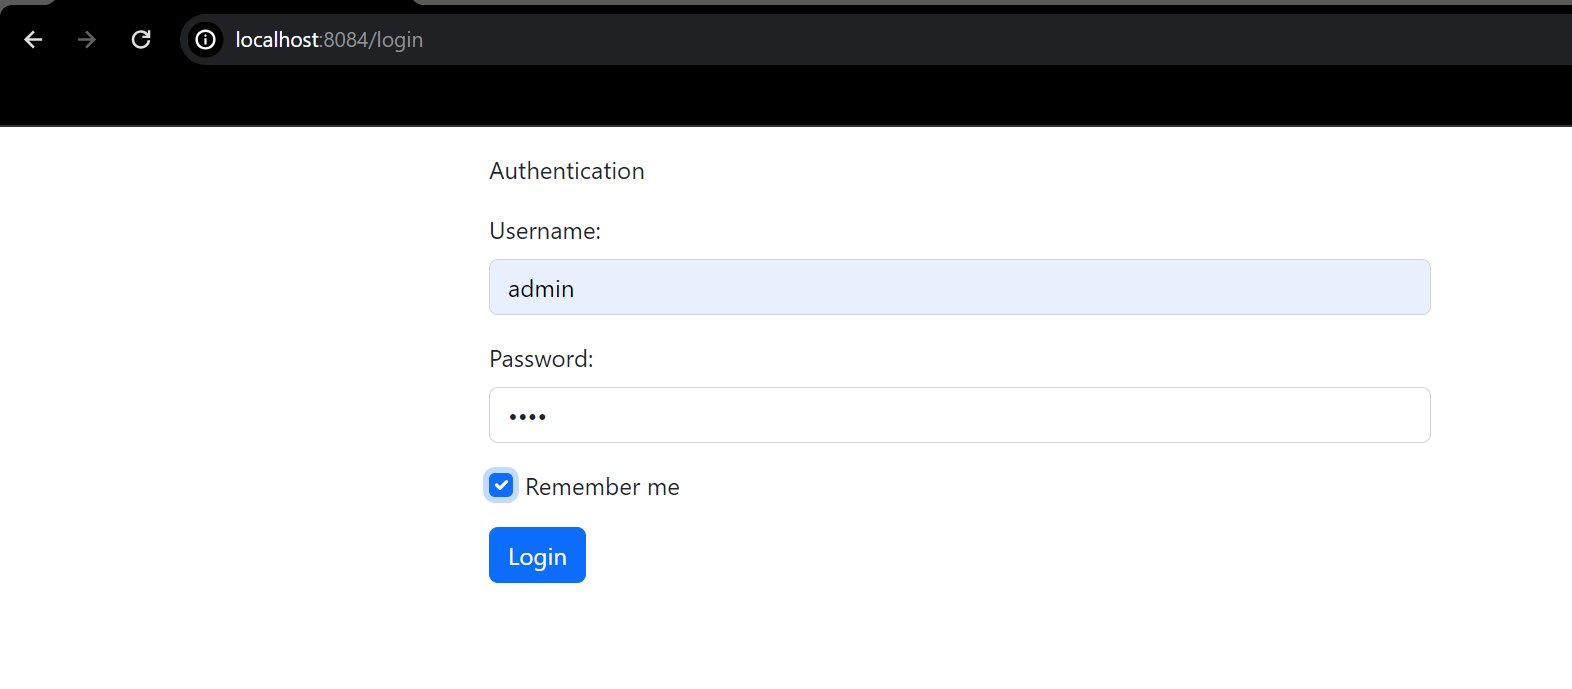 localhost:8084/login
Authentication
Username:
admin
Password:
••••
Remember me
Login